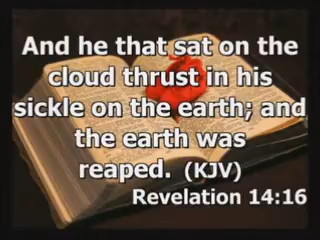 And he that sat on the
cloud thrust in his
sickle on the earth; and
the earth was
reaped. (KJV)
Revelation 14:16